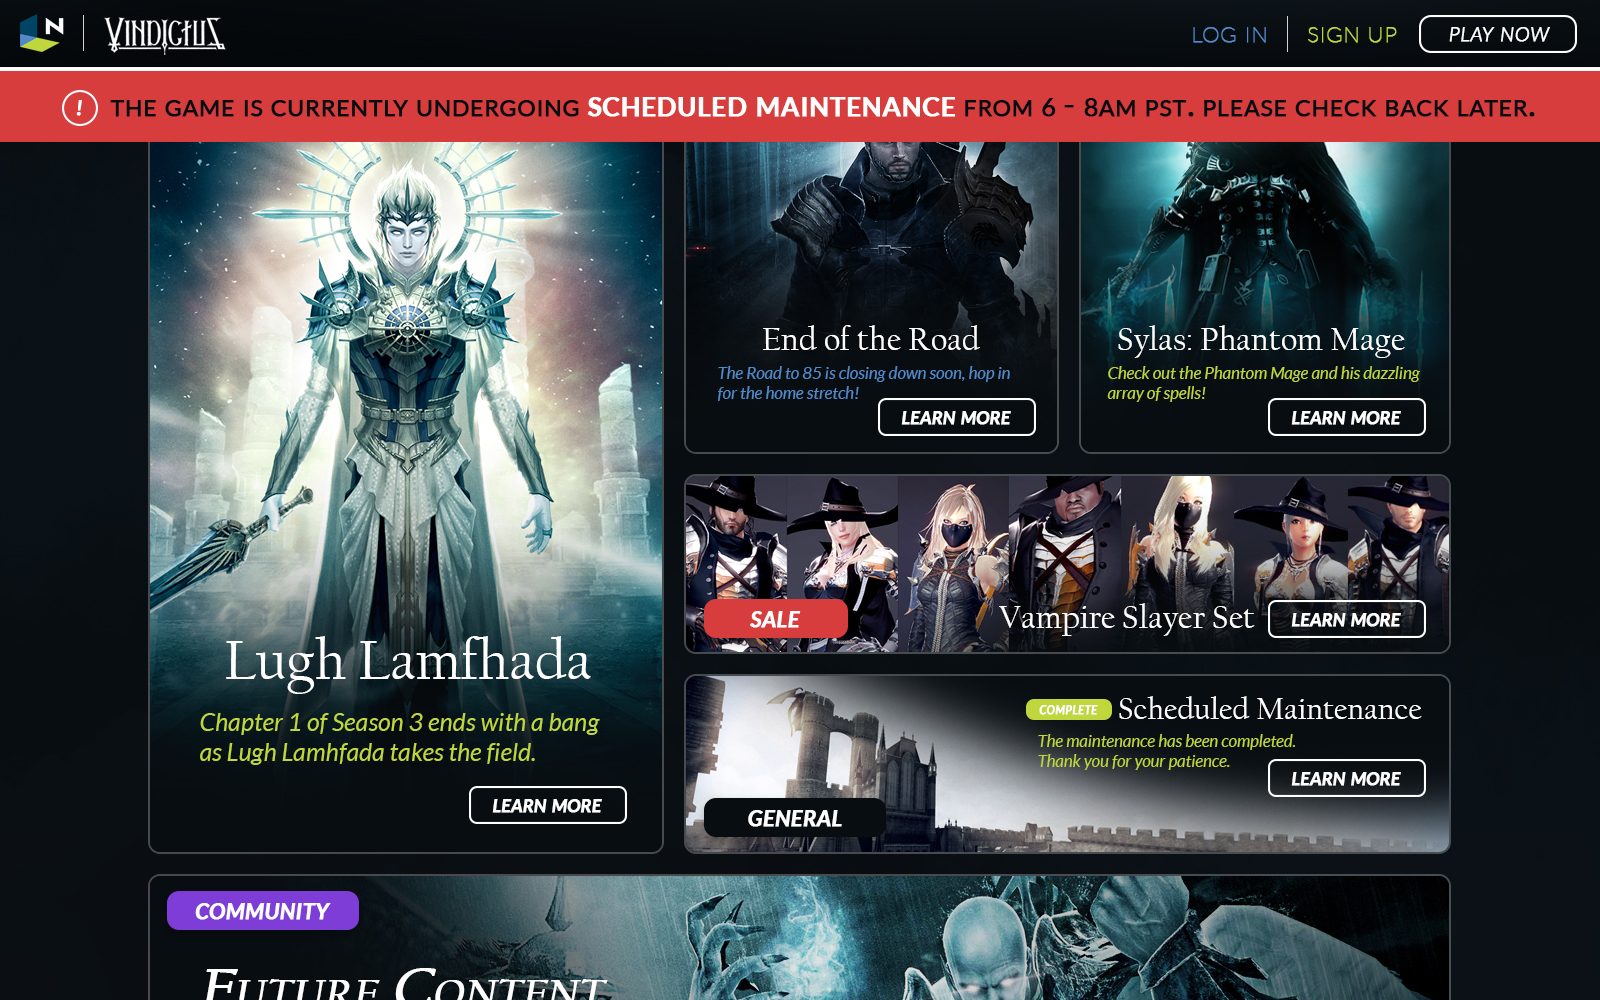 N
VINDICTUS
LOG IN
SIGN UP
PLAY NOW
! THE GAME IS CURRENTLY UNDERGOING SCHEDULED MAINTENANCE FROM 6 - 8AM PST. PLEASE CHECK BACK LATER.
Lugh Lamfhada
Chapter 1 of Season 3 ends with a bang
as Lugh Lamhfada takes the field.
LEARN MORE
End of the Road
The Road to 85 is closing down soon, hop in
for the home stretch!
LEARN MORE
Sylas: Phantom Mage
Check out the Phantom Mage and his dazzling
array of spells!
LEARN MORE
SALE
Vampire Slayer Set
LEARN MORE
COMPLETE Scheduled Maintenance
The maintenance has been completed.
Thank you for your patience.
LEARN MORE
GENERAL
COMMUNITY
FUTURE CONTENT